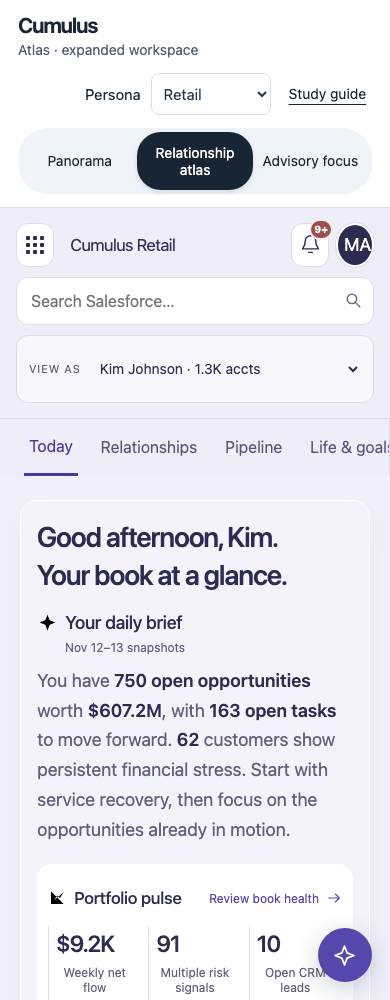 Cumulus
Atlas · expanded workspace
Persona
Retail
Study guide
Panorama
Relationship
atlas
Advisory focus
Cumulus Retail
9+
MA
Search Salesforce...
VIEW AS
Kim Johnson · 1.3K accts
Today
Relationships
Pipeline
Life & goals
Good afternoon, Kim.
Your book at a glance.
Your daily brief
Nov 12–13 snapshots
You have 750 open opportunities
worth $607.2M, with 163 open tasks
to move forward. 62 customers show
persistent financial stress. Start with
service recovery, then focus on the
opportunities already in motion.
Portfolio pulse
Review book health →
$9.2K
Weekly net
flow
91
Multiple risk
signals
10
Open CRM
leads